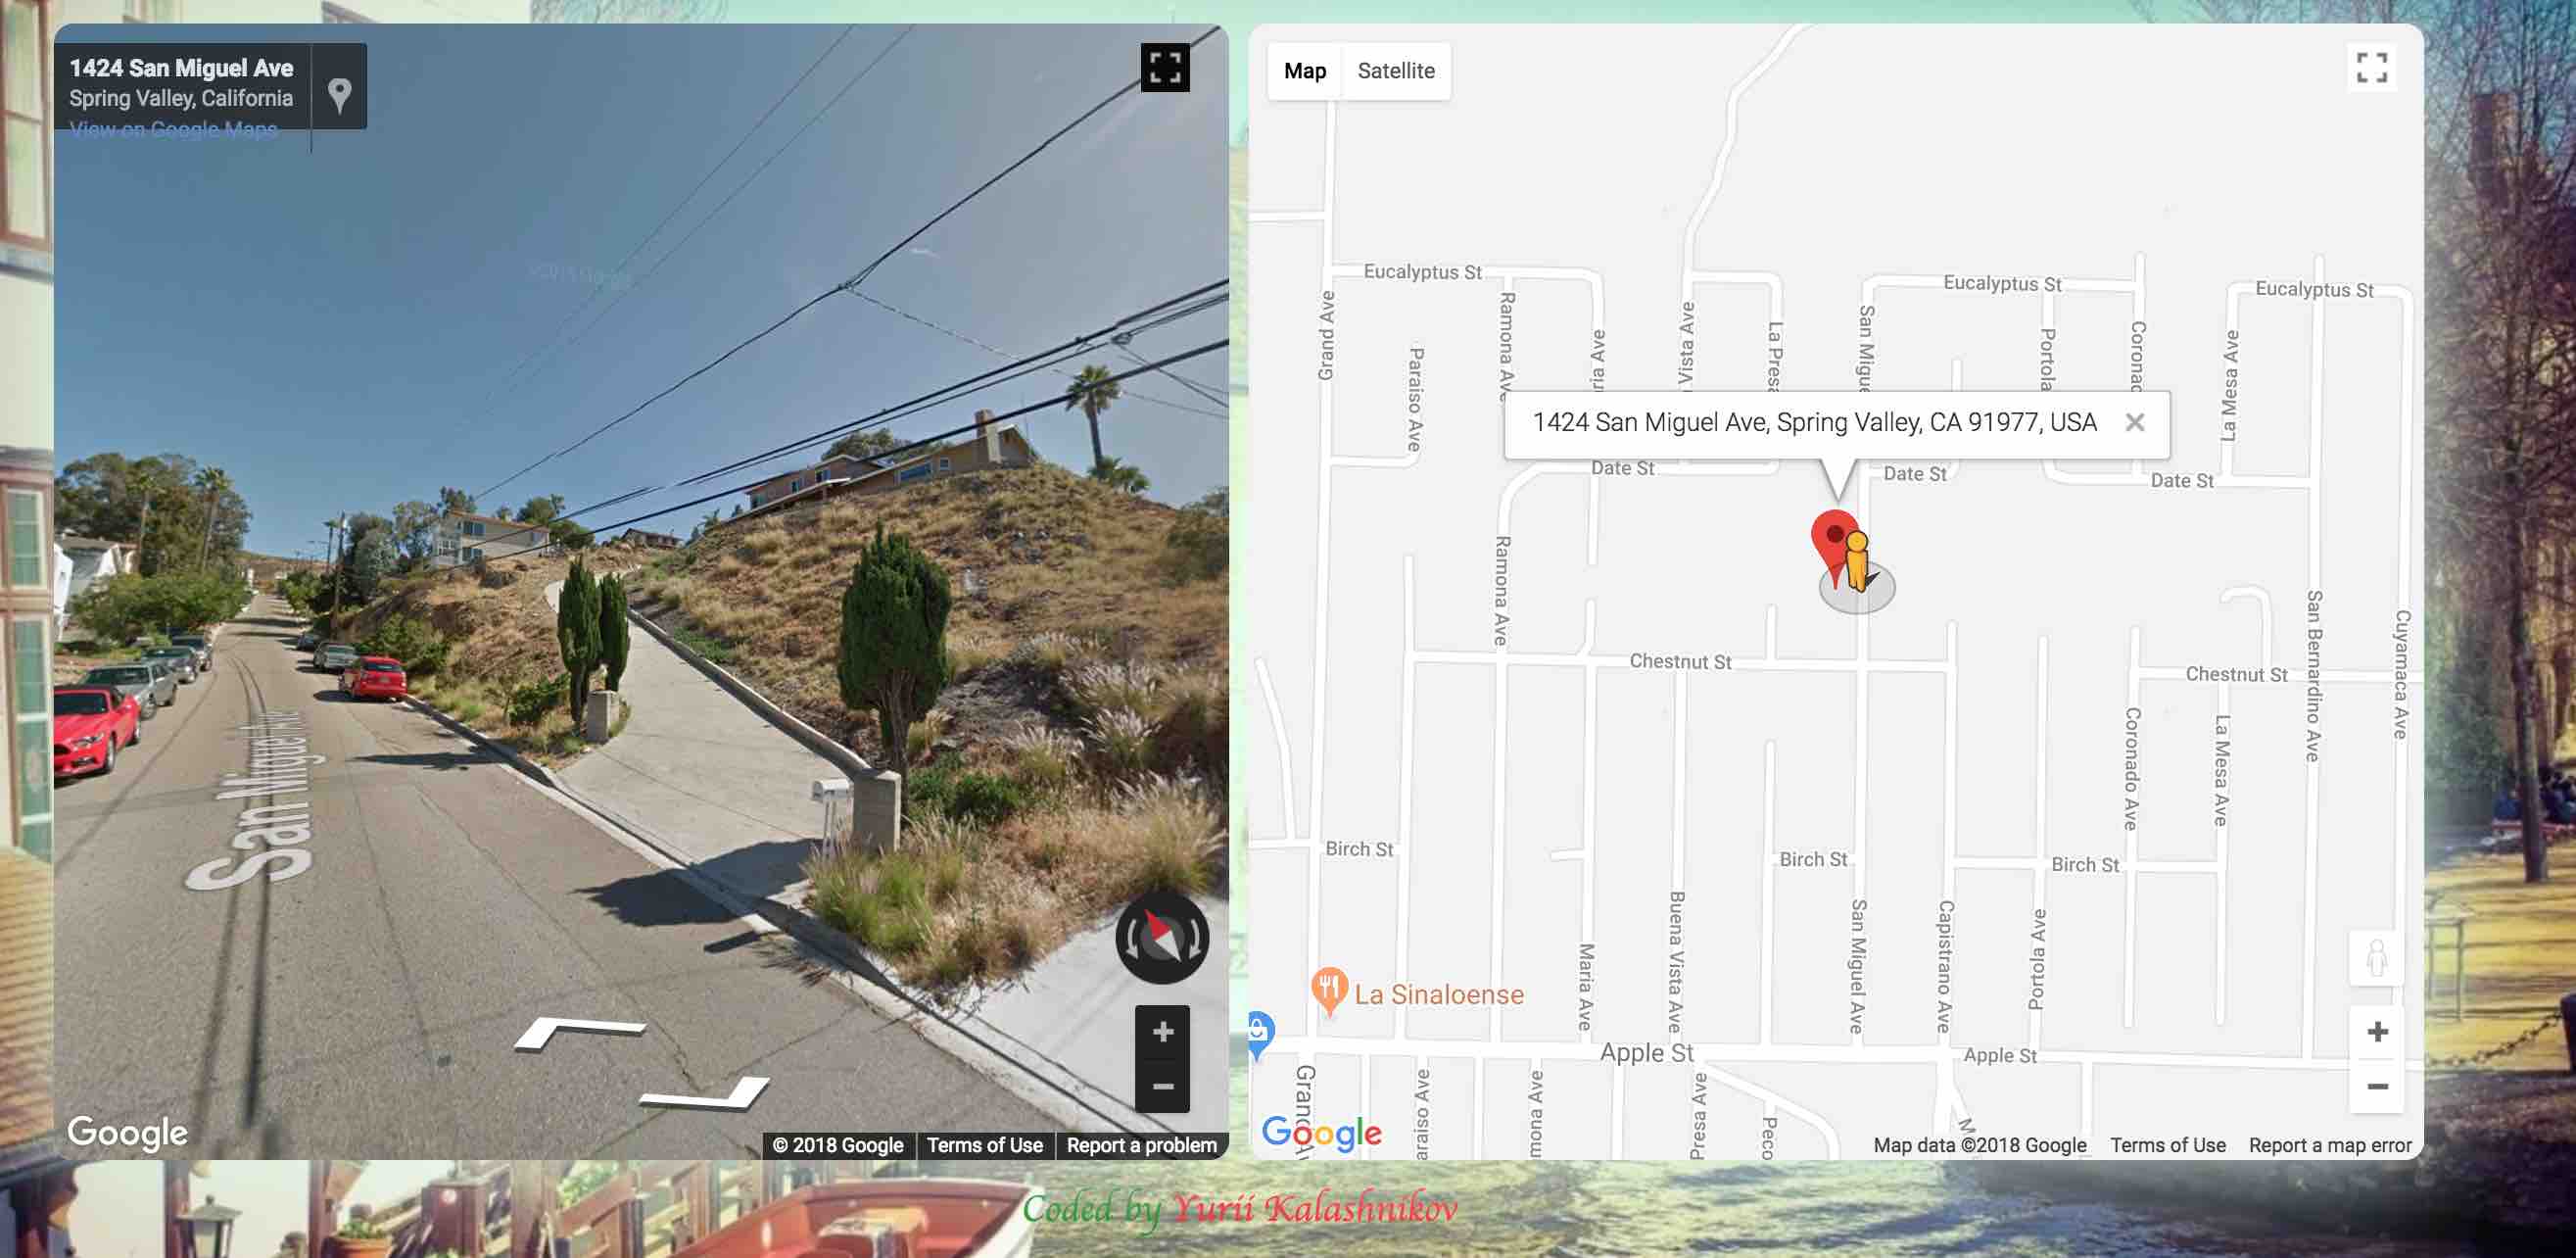 1424 San Miguel Ave
Spring Valley, California
View on Google Maps
San Miguel Ave
Google
© 2018 Google
Terms of Use
Report a problem
Map
Satellite
Eucalyptus St
Eucalyptus St
Eucalyptus St
Grand Ave
Paraiso Ave
Ramona Av
ria Ave
a Vista
La Presa
San Migue
Portola
Coronad
La Mesa Ave
1424 San Miguel Ave, Spring Valley, CA 91977, USA
Date St
Date St
Date St
Ramona Ave
San Bernardino Ave
Cuyamaca Ave
Chestnut St
Chestnut St
Coronado Ave
La Mesa Ave
Birch St
Birch St
Birch St
Maria Ave
Buena Vista Ave
San Miguel Ave
Capistrano Ave
Portola Ave
La Sinaloense
Apple St
Apple St
Grand Av
araiso Ave
mona Ave
Presa Ave
Peco
M
Google
Map data ©2018 Google
Terms of Use
Report a map error
Coded by Yurii Kalashnikov